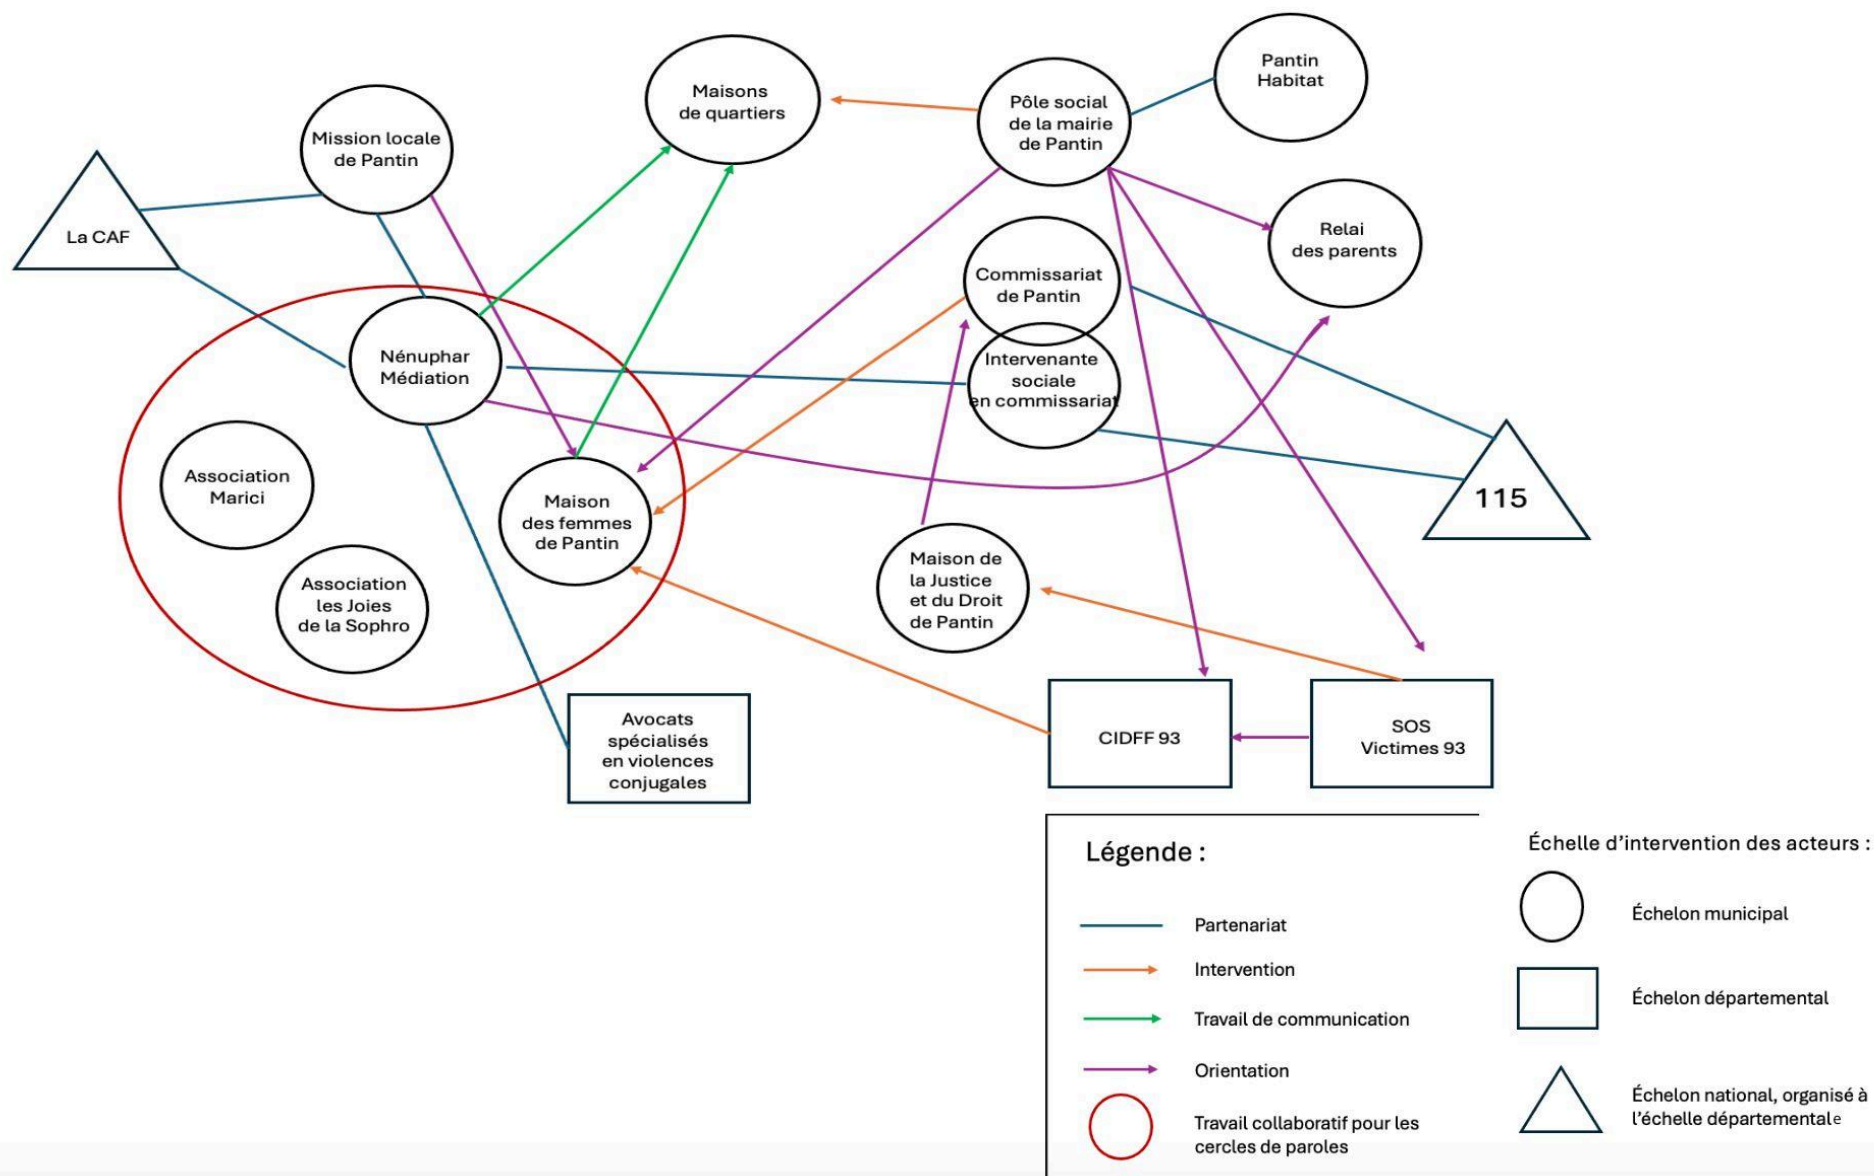 Pantin
Habitat
Maisons
de quartiers
Pôle social
de la mairie
de Pantin
Mission locale
de Pantin
La CAF
Relai
des parents
Commissariat
de Pantin
Intervenante
sociale
en commissariat
Nénuphar
Médiation
Association
Marici
Maison
des femmes
de Pantin
115
Association
les Joies
de la Sophro
Maison de
la Justice
et du Droit
de Pantin
Avocats
spécialisés
en violences
conjugales
CIDFF 93
SOS
Victimes 93
Légende :
Partenariat
Intervention
Travail de communication
Orientation
Travail collaboratif pour les
cercles de paroles
Échelle d’intervention des acteurs :
Échelon municipal
Échelon départemental
Échelon national, organisé à
l’échelle départementale